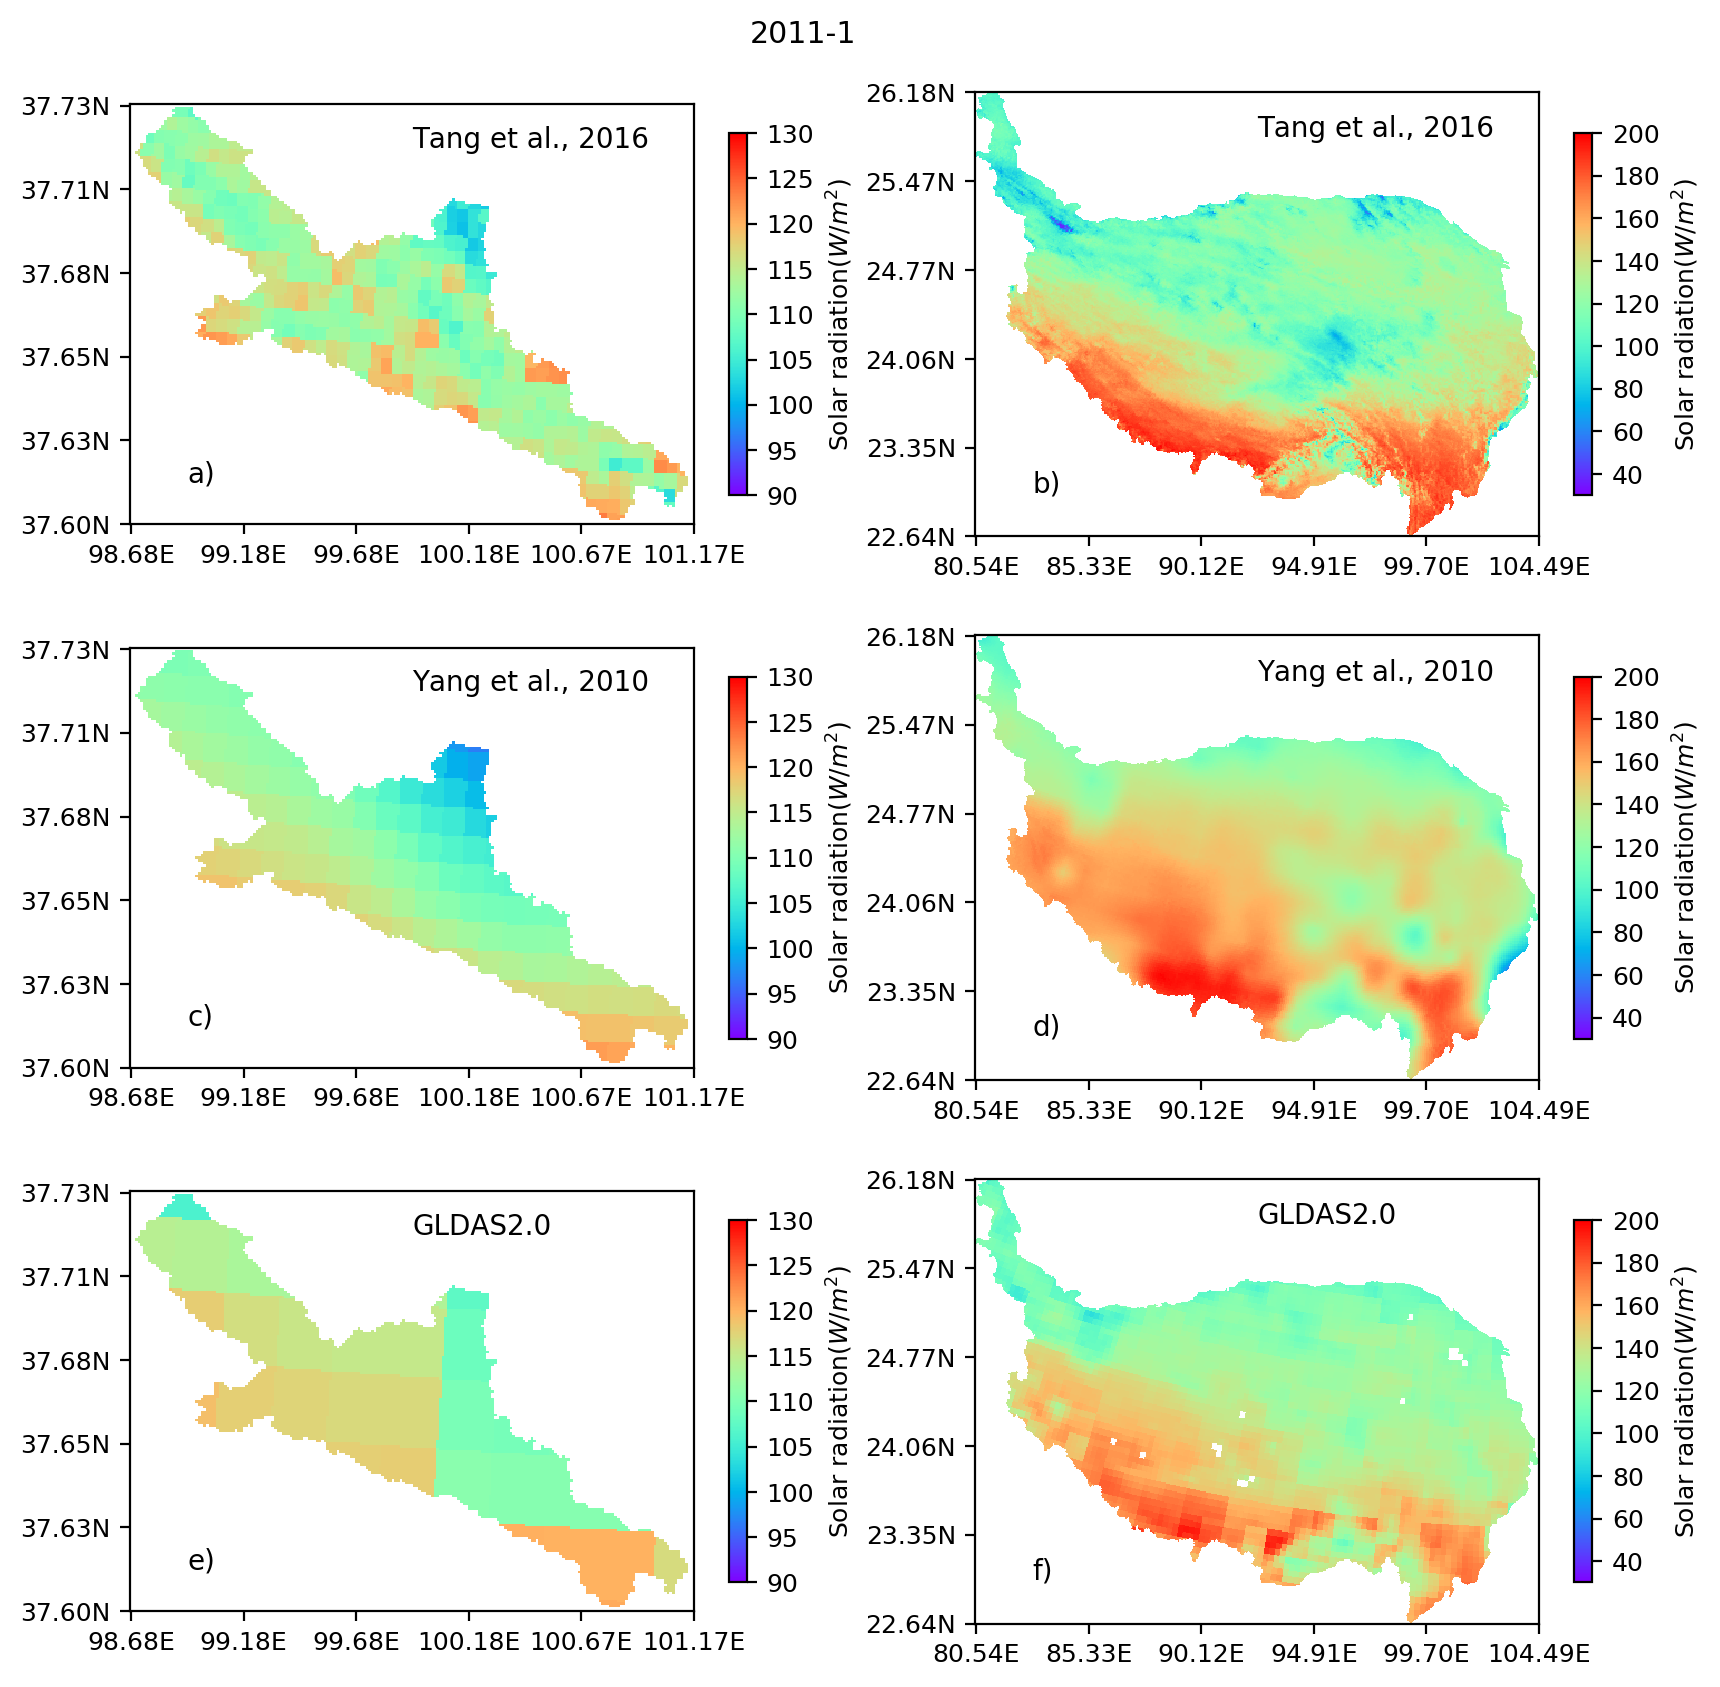 2011-1
37.73N
37.71N
37.68N
37.65N
37.63N
37.60N
98.68E 99.18E 99.68E 100.18E 100.67E 101.17E
Tang et al., 2016
a)
130
125
120
115
110
105
100
95
90
Solar radiation(W/m²)
26.18N
25.47N
24.77N
24.06N
23.35N
22.64N
80.54E 85.33E 90.12E 94.91E 99.70E 104.49E
Tang et al., 2016
b)
200
180
160
140
120
100
80
60
40
Solar radiation(W/m²)
37.73N
37.71N
37.68N
37.65N
37.63N
37.60N
98.68E 99.18E 99.68E 100.18E 100.67E 101.17E
Yang et al., 2010
c)
130
125
120
115
110
105
100
95
90
Solar radiation(W/m²)
26.18N
25.47N
24.77N
24.06N
23.35N
22.64N
80.54E 85.33E 90.12E 94.91E 99.70E 104.49E
Yang et al., 2010
d)
200
180
160
140
120
100
80
60
40
Solar radiation(W/m²)
37.73N
37.71N
37.68N
37.65N
37.63N
37.60N
98.68E 99.18E 99.68E 100.18E 100.67E 101.17E
GLDAS2.0
e)
130
125
120
115
110
105
100
95
90
Solar radiation(W/m²)
26.18N
25.47N
24.77N
24.06N
23.35N
22.64N
80.54E 85.33E 90.12E 94.91E 99.70E 104.49E
GLDAS2.0
f)
200
180
160
140
120
100
80
60
40
Solar radiation(W/m²)